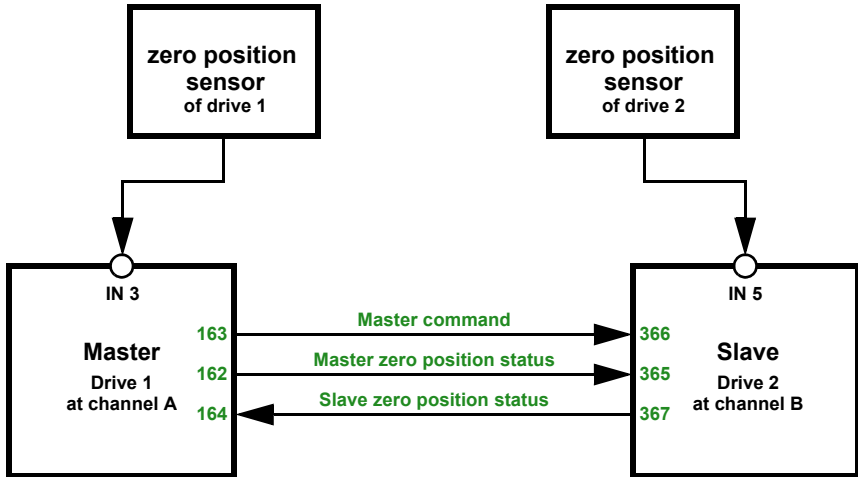 zero position
sensor
of drive 1
zero position
sensor
of drive 2
IN 3
IN 5
Master
Drive 1
at channel A
163
Master command
366
162
Master zero position status
365
164
Slave zero position status
367
Slave
Drive 2
at channel B